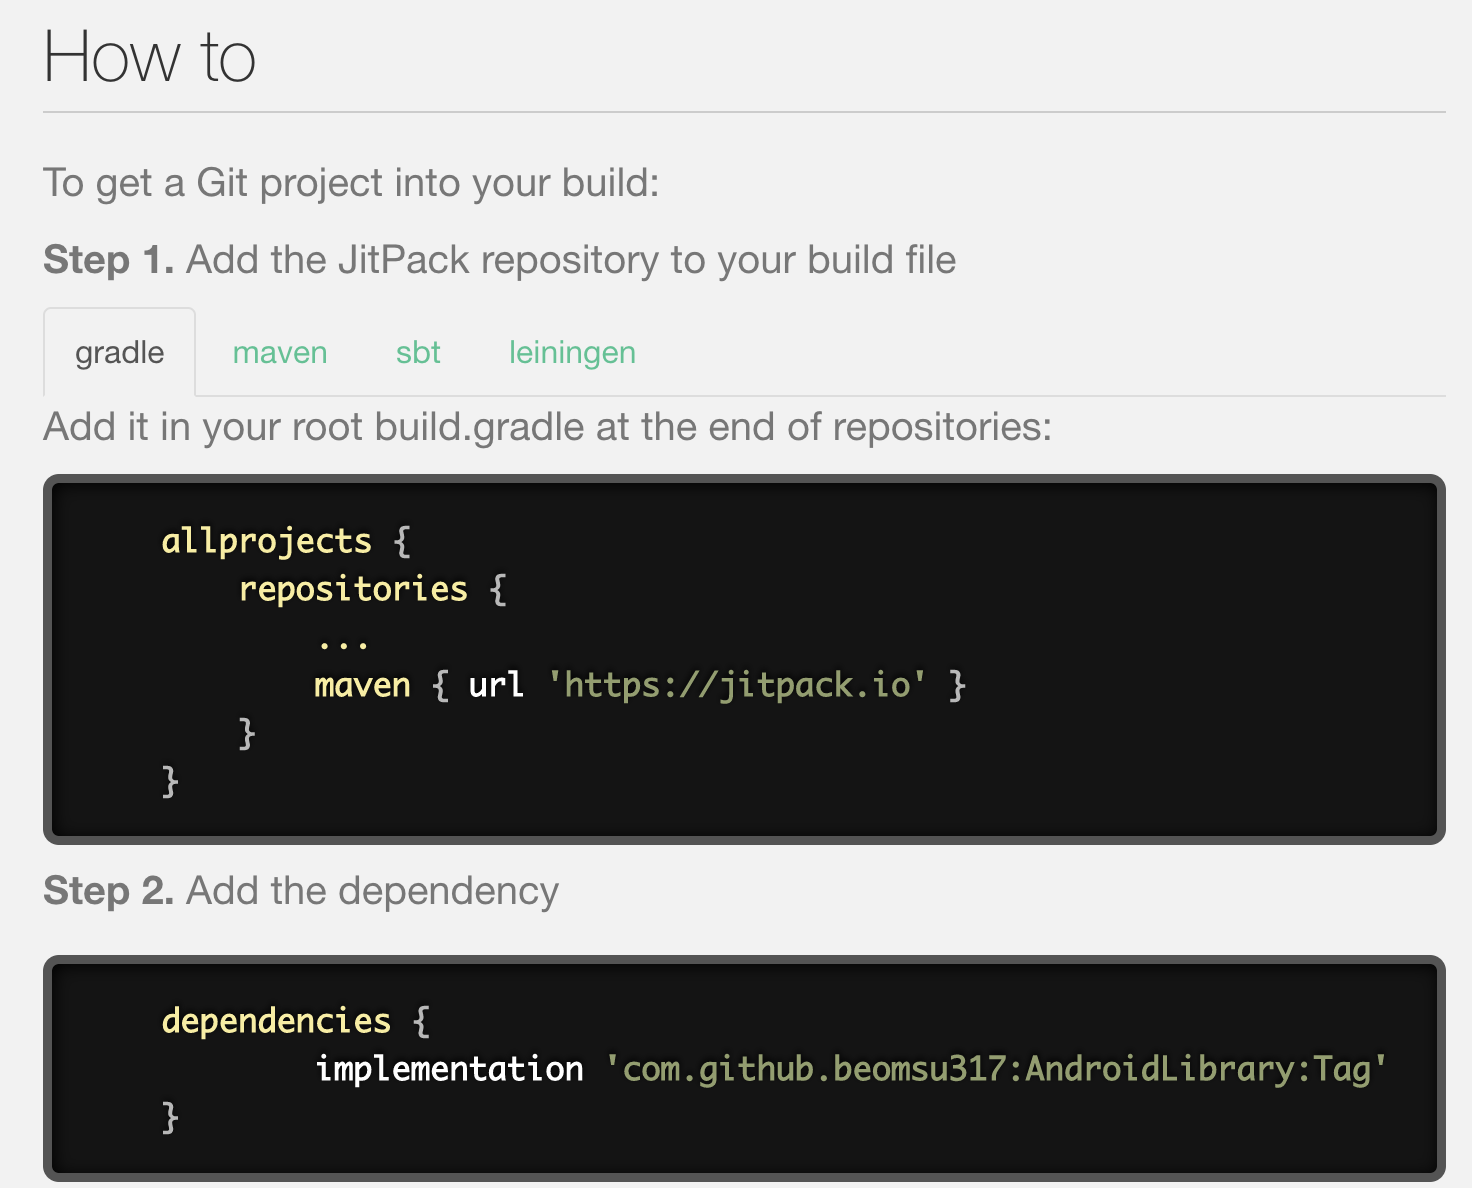 How to
To get a Git project into your build:
Step 1. Add the JitPack repository to your build file
gradle maven sbt leiningen
Add it in your root build.gradle at the end of repositories:
allprojects {
repositories {
...
maven { url 'https://jitpack.io' }
}
}
Step 2. Add the dependency
dependencies {
implementation 'com.github.beomsu317:AndroidLibrary:Tag'
}